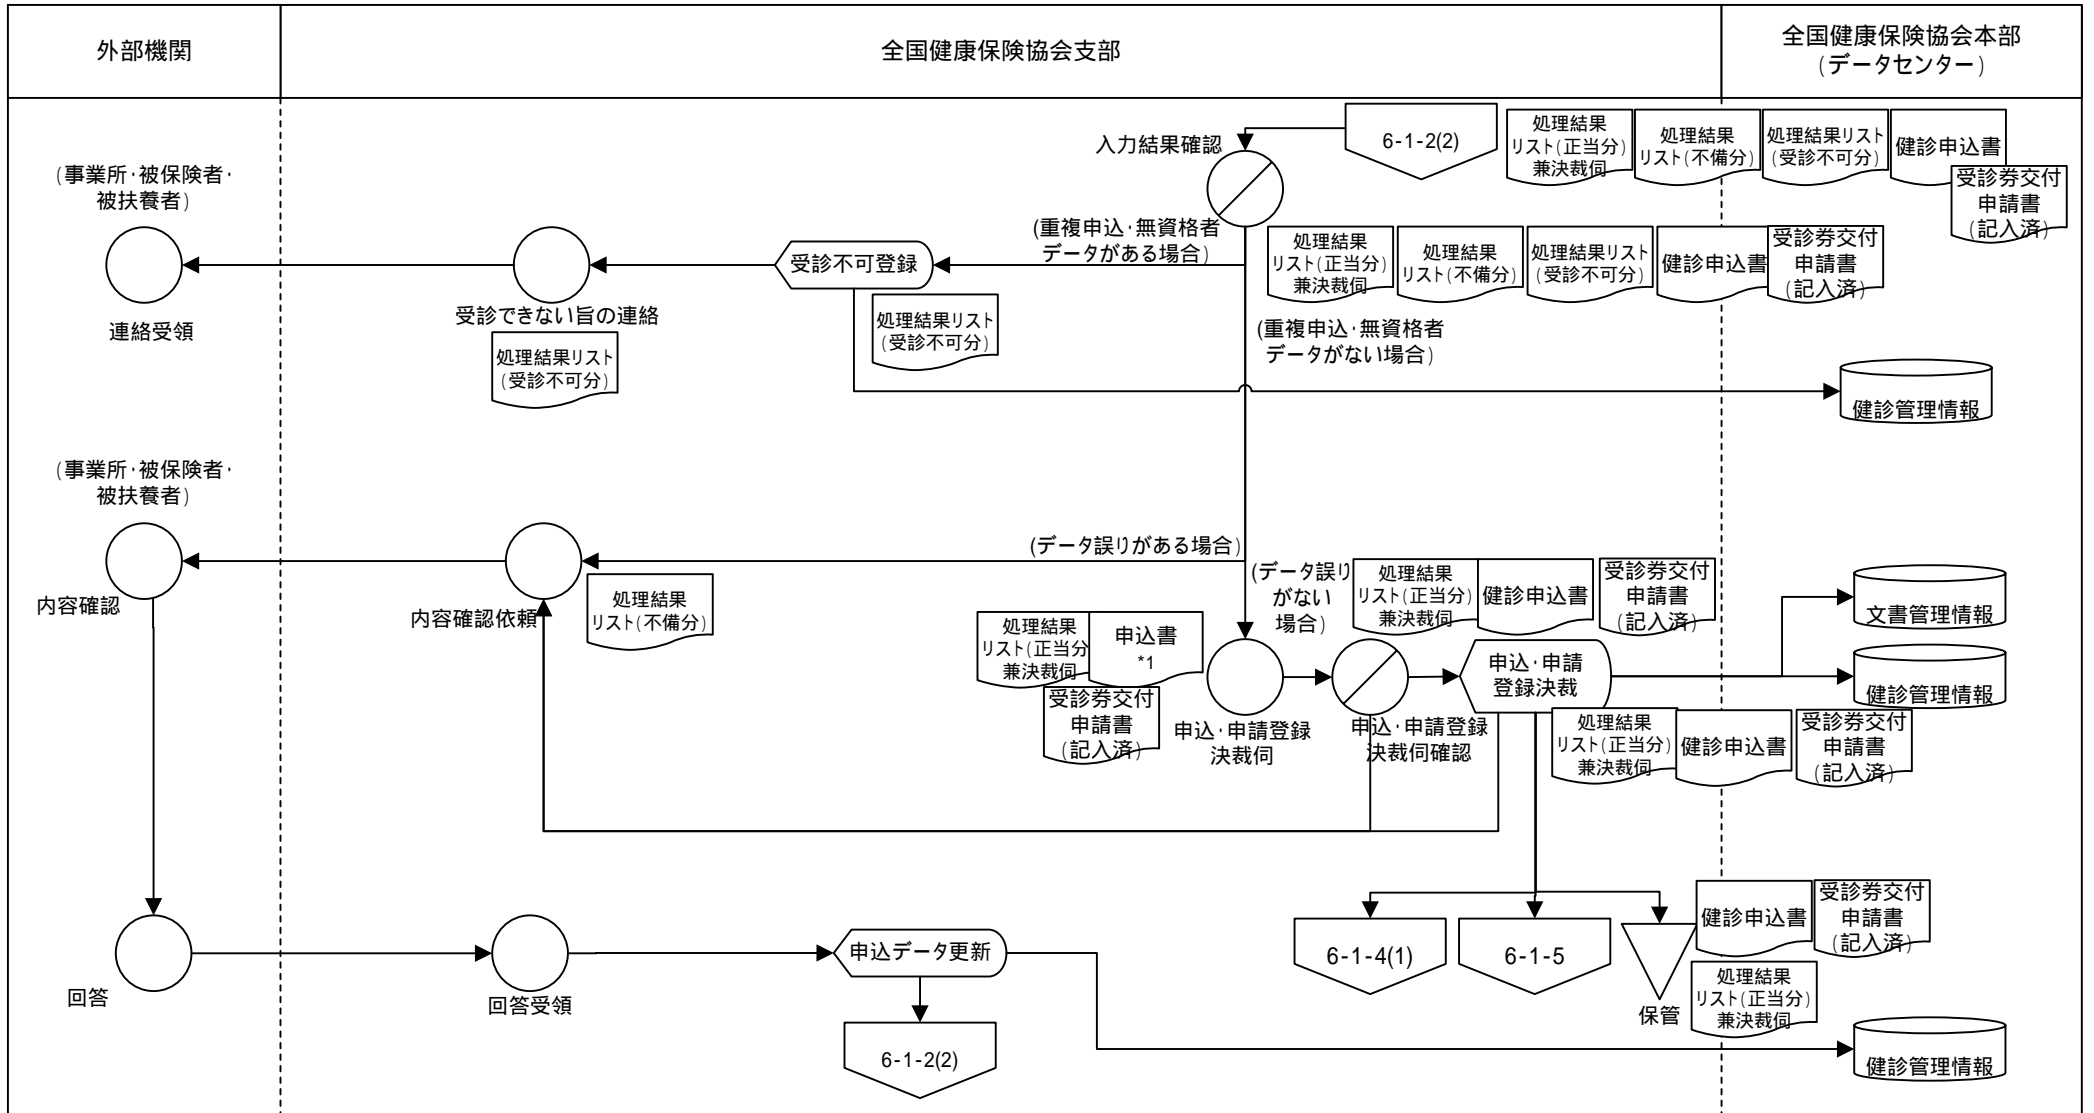 外部機関
全国健康保険協会支部
全国健康保険協会本部
(データセンター)
6-1-2(2)
処理結果
リスト(正当分)
兼決裁伺
処理結果
リスト(不備分)
処理結果リスト
(受診不可分)
健診申込書
受診券交付
申請書
(記入済)
入力結果確認
(事業所･被保険者･
被扶養者)
連絡受領
受診できない旨の連絡
処理結果リスト
(受診不可分)
受診不可登録
処理結果リスト
(受診不可分)
(重複申込･無資格者
データがある場合)
処理結果
リスト(正当分)
兼決裁伺
処理結果
リスト(不備分)
処理結果リスト
(受診不可分)
健診申込書
受診券交付
申請書
(記入済)
(重複申込･無資格者
データがない場合)
健診管理情報
(事業所･被保険者･
被扶養者)
内容確認
内容確認依頼
処理結果
リスト(不備分)
(データ誤りがある場合)
(データ誤り
がない
場合)
処理結果
リスト(正当分)
兼決裁伺
健診申込書
受診券交付
申請書
(記入済)
文書管理情報
処理結果
リスト(正当分
兼決裁伺
申込書
*1
受診券交付
申請書
(記入済)
申込･申請登録
決裁伺
申込･申請登録
決裁伺確認
申込･申請
登録決裁
健診管理情報
処理結果
リスト(正当分)
兼決裁伺
健診申込書
受診券交付
申請書
(記入済)
回答
回答受領
申込データ更新
6-1-2(2)
6-1-4(1)
6-1-5
保管
健診申込書
受診券交付
申請書
(記入済)
処理結果
リスト(正当分)
兼決裁伺
健診管理情報